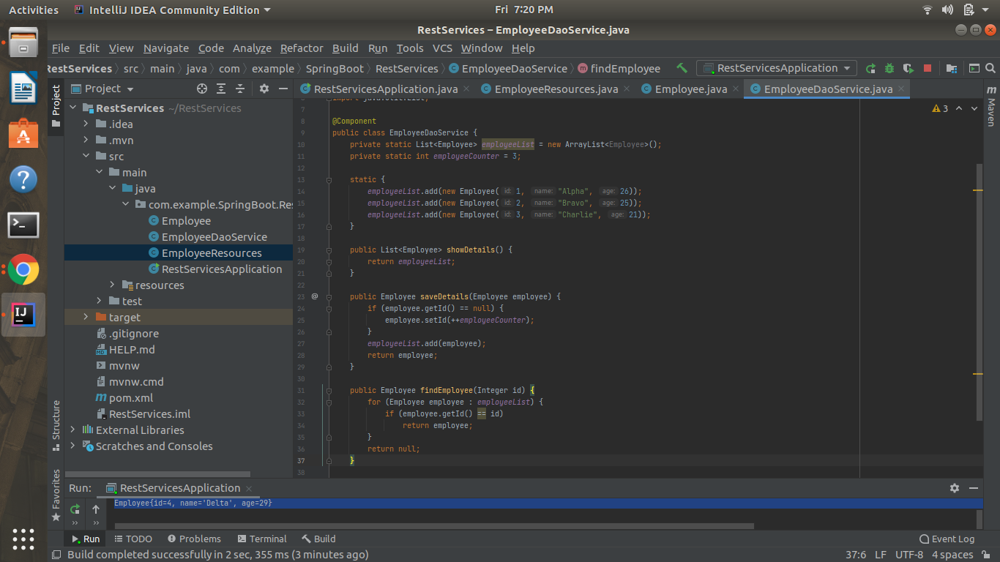 Activities
IntelliJ IDEA Community Edition
Fri 7:20 PM
RestServices – EmployeeDaoService.java
File Edit View Navigate Code Analyze Refactor Build Run Tools VCS Window Help
RestServices src main java com example SpringBoot RestServices EmployeeDaoService findEmployee
RestServicesApplication
Project
RestServicesApplication.java
EmployeeResources.java
Employee.java
EmployeeDaoService.java
Project
Structure
Favorites
RestServices ~/RestServices
.idea
.mvn
src
main
java
com.example.SpringBoot.Res
Employee
EmployeeDaoService
EmployeeResources
RestServicesApplication
resources
test
target
.gitignore
HELP.md
mvnw
mvnw.cmd
pom.xml
RestServices.iml
External Libraries
Scratches and Consoles
6 import java.util.List;
7
8 @Component
9 public class EmployeeDaoService {
10 private static List<Employee> employeeList = new ArrayList<Employee>();
11 private static int employeeCounter = 3;
12
13 static {
14 employeeList.add(new Employee( id: 1, name: "Alpha", age: 26));
15 employeeList.add(new Employee( id: 2, name: "Bravo", age: 25));
16 employeeList.add(new Employee( id: 3, name: "Charlie", age: 21));
17 }
18
19 public List<Employee> showDetails() {
20 return employeeList;
21 }
22
23 @ public Employee saveDetails(Employee employee) {
24 if (employee.getId() == null) {
25 employee.setId(++employeeCounter);
26 }
27 employeeList.add(employee);
28 return employee;
29 }
30
31 public Employee findEmployee(Integer id) {
32 for (Employee employee : employeeList) {
33 if (employee.getId() == id)
34 return employee;
35 }
36 return null;
37 }
38
3
m
Maven
Run: RestServicesApplication
Employee{id=4, name='Delta', age=29}
Run TODO Problems Terminal Build Event Log
Build completed successfully in 2 sec, 355 ms (3 minutes ago)
37:6 LF UTF-8 4 spaces